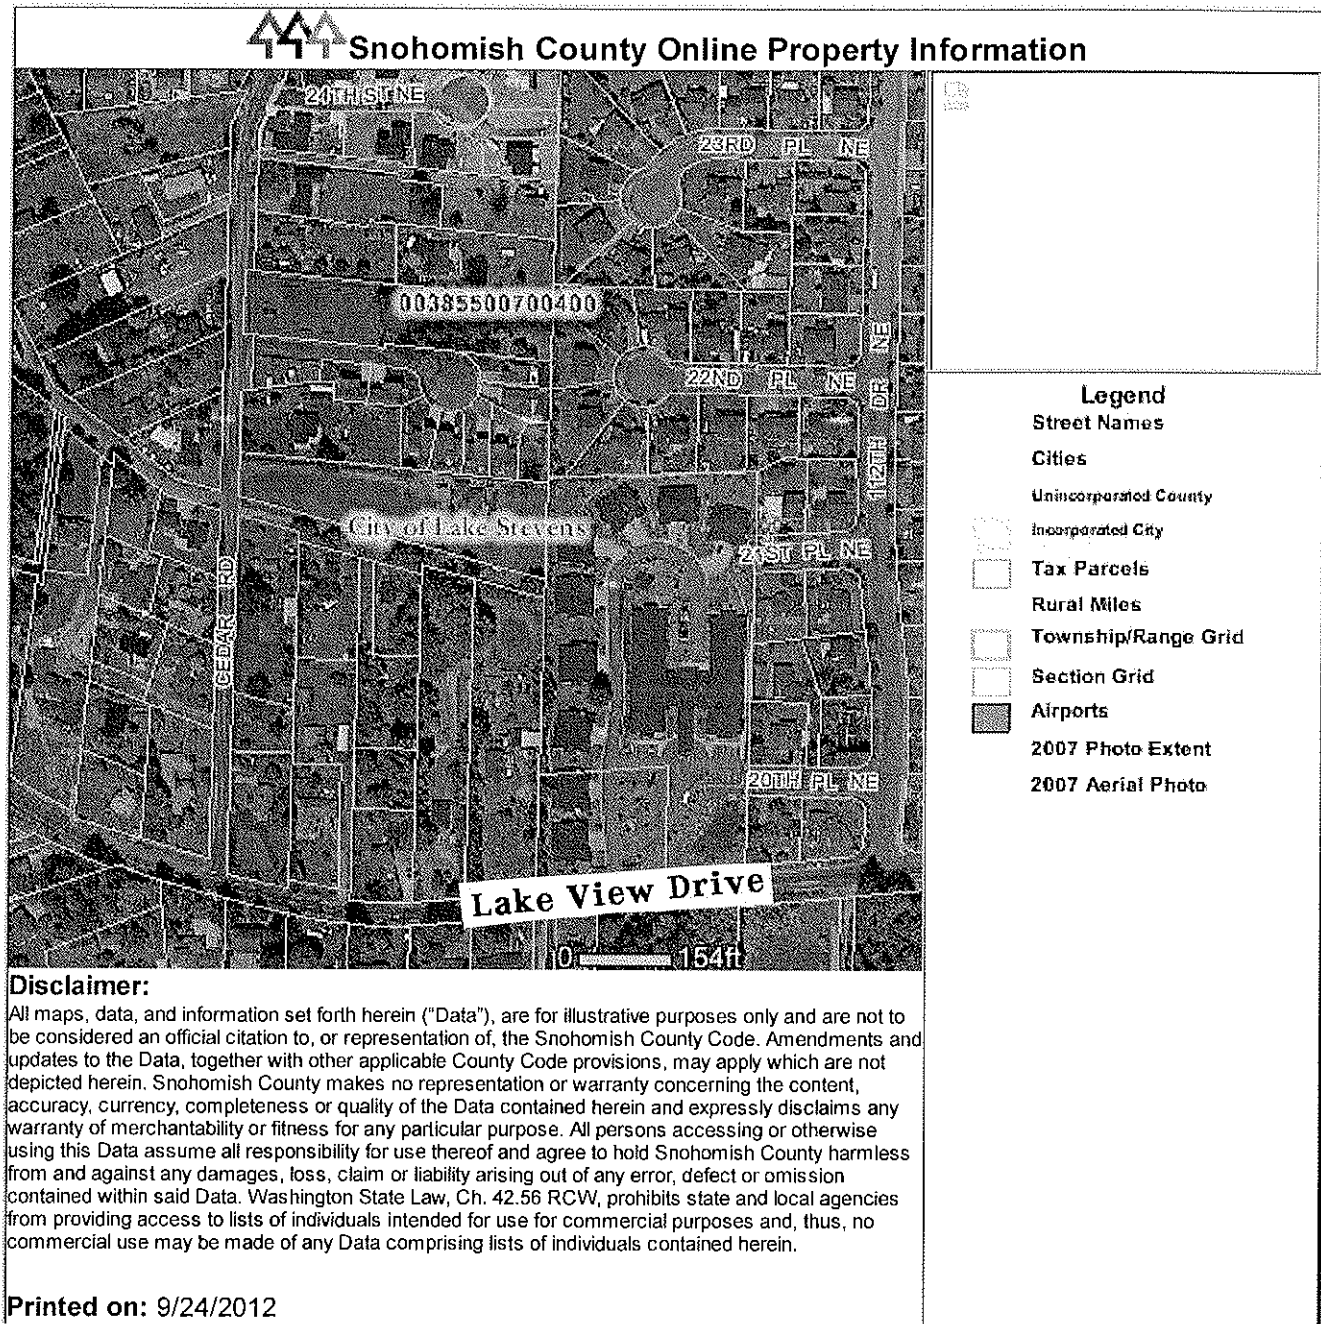 Snohomish County Online Property Information
24TH ST NE
23RD PL NE
00385500700400
22ND PL NE
112TH DR NE
City of Lake Stevens
21ST PL NE
CEDAR RD
20TH PL NE
Lake View Drive
0 154ft
Legend
Street Names
Cities
Unincorporated County
Incorporated City
Tax Parcels
Rural Miles
Township/Range Grid
Section Grid
Airports
2007 Photo Extent
2007 Aerial Photo
Disclaimer:
All maps, data, and information set forth herein ("Data"), are for illustrative purposes only and are not to
be considered an official citation to, or representation of, the Snohomish County Code. Amendments and
updates to the Data, together with other applicable County Code provisions, may apply which are not
depicted herein. Snohomish County makes no representation or warranty concerning the content,
accuracy, currency, completeness or quality of the Data contained herein and expressly disclaims any
warranty of merchantability or fitness for any particular purpose. All persons accessing or otherwise
using this Data assume all responsibility for use thereof and agree to hold Snohomish County harmless
from and against any damages, loss, claim or liability arising out of any error, defect or omission
contained within said Data. Washington State Law, Ch. 42.56 RCW, prohibits state and local agencies
from providing access to lists of individuals intended for use for commercial purposes and, thus, no
commercial use may be made of any Data comprising lists of individuals contained herein.
Printed on: 9/24/2012